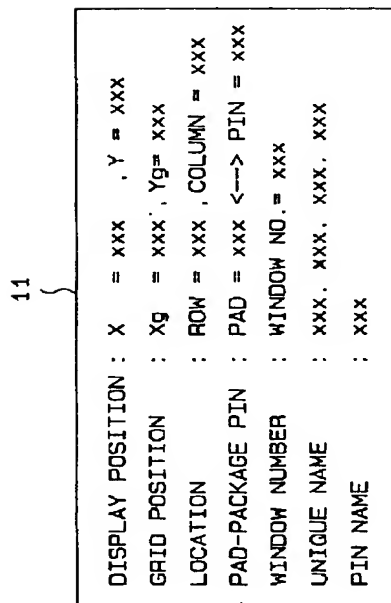 11
DISPLAY POSITION : X = xxx , Y = xxx
GRID POSITION : Xg = xxx , Yg= xxx
LOCATION : ROW = xxx , COLUMN = xxx
PAD-PACKAGE PIN : PAD = xxx <---> PIN = xxx
WINDOW NUMBER : WINDOW NO. = xxx
UNIQUE NAME : xxx. xxx. xxx. xxx
PIN NAME : xxx